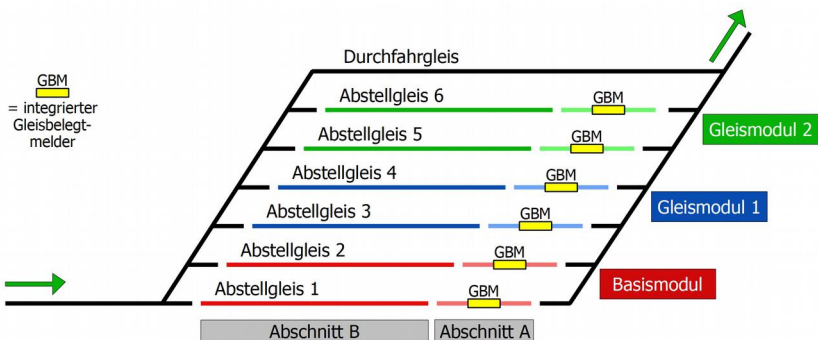 Durchfahrgleis
GBM
= integrierter
Gleisbelegt-
melder
Abstellgleis 6
GBM
Abstellgleis 5
GBM
Gleismodul 2
Abstellgleis 4
GBM
Abstellgleis 3
GBM
Gleismodul 1
Abstellgleis 2
GBM
Abstellgleis 1
GBM
Basismodul
Abschnitt B
Abschnitt A